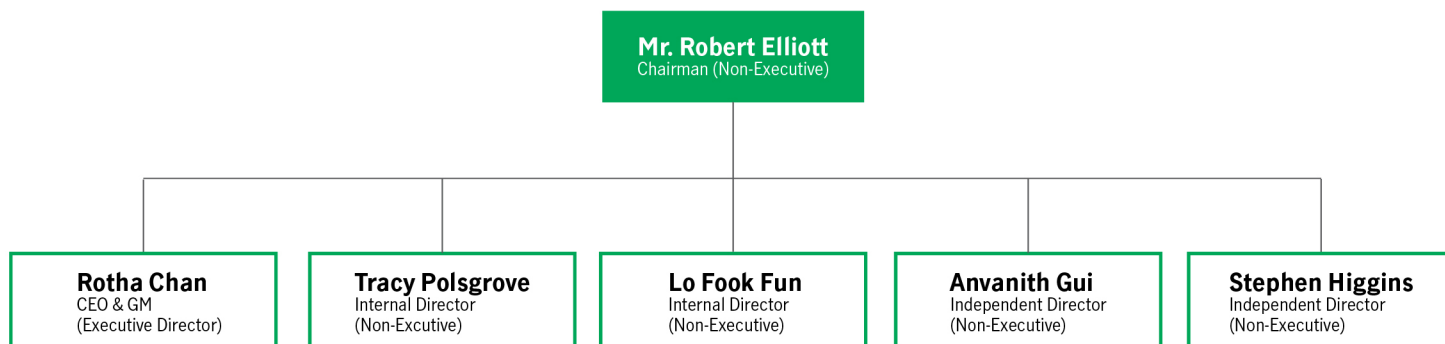 Mr. Robert Elliott
Chairman (Non-Executive)
Rotha Chan
CEO & GM
(Executive Director)
Tracy Polsgrove
Internal Director
(Non-Excutive)
Lo Fook Fun
Internal Director
(Non-Executive)
Anvanith Gui
Independent Director
(Non-Executive)
Stephen Higgins
Independent Director
(Non-Executive)